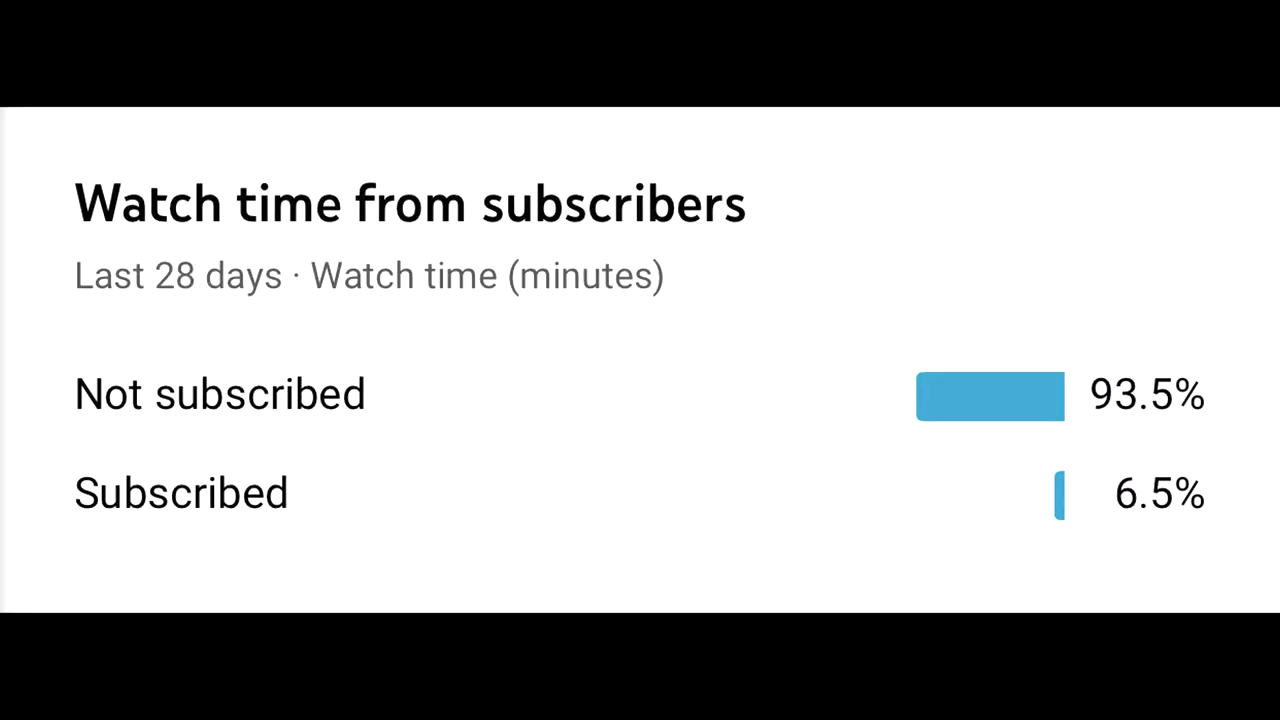 Watch time from subscribers
Last 28 days · Watch time (minutes)
Not subscribed 93.5%
Subscribed 6.5%